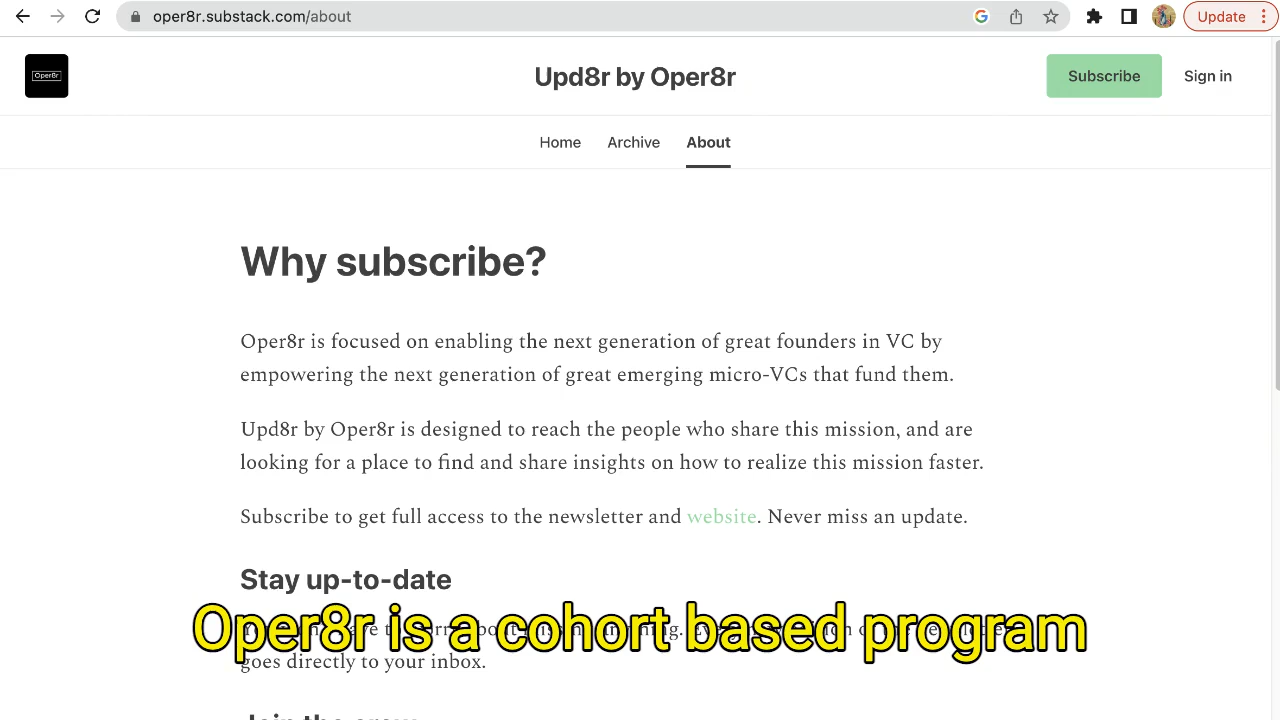 oper8r.substack.com/about
Update
Oper8r
Upd8r by Oper8r
Subscribe
Sign in
Home
Archive
About
Why subscribe?
Oper8r is focused on enabling the next generation of great founders in VC by
empowering the next generation of great emerging micro-VCs that fund them.
Upd8r by Oper8r is designed to reach the people who share this mission, and are
looking for a place to find and share insights on how to realize this mission faster.
Subscribe to get full access to the newsletter and website. Never miss an update.
Stay up-to-date
Oper8r is a cohort based program
goes directly to your inbox.
Join the crew